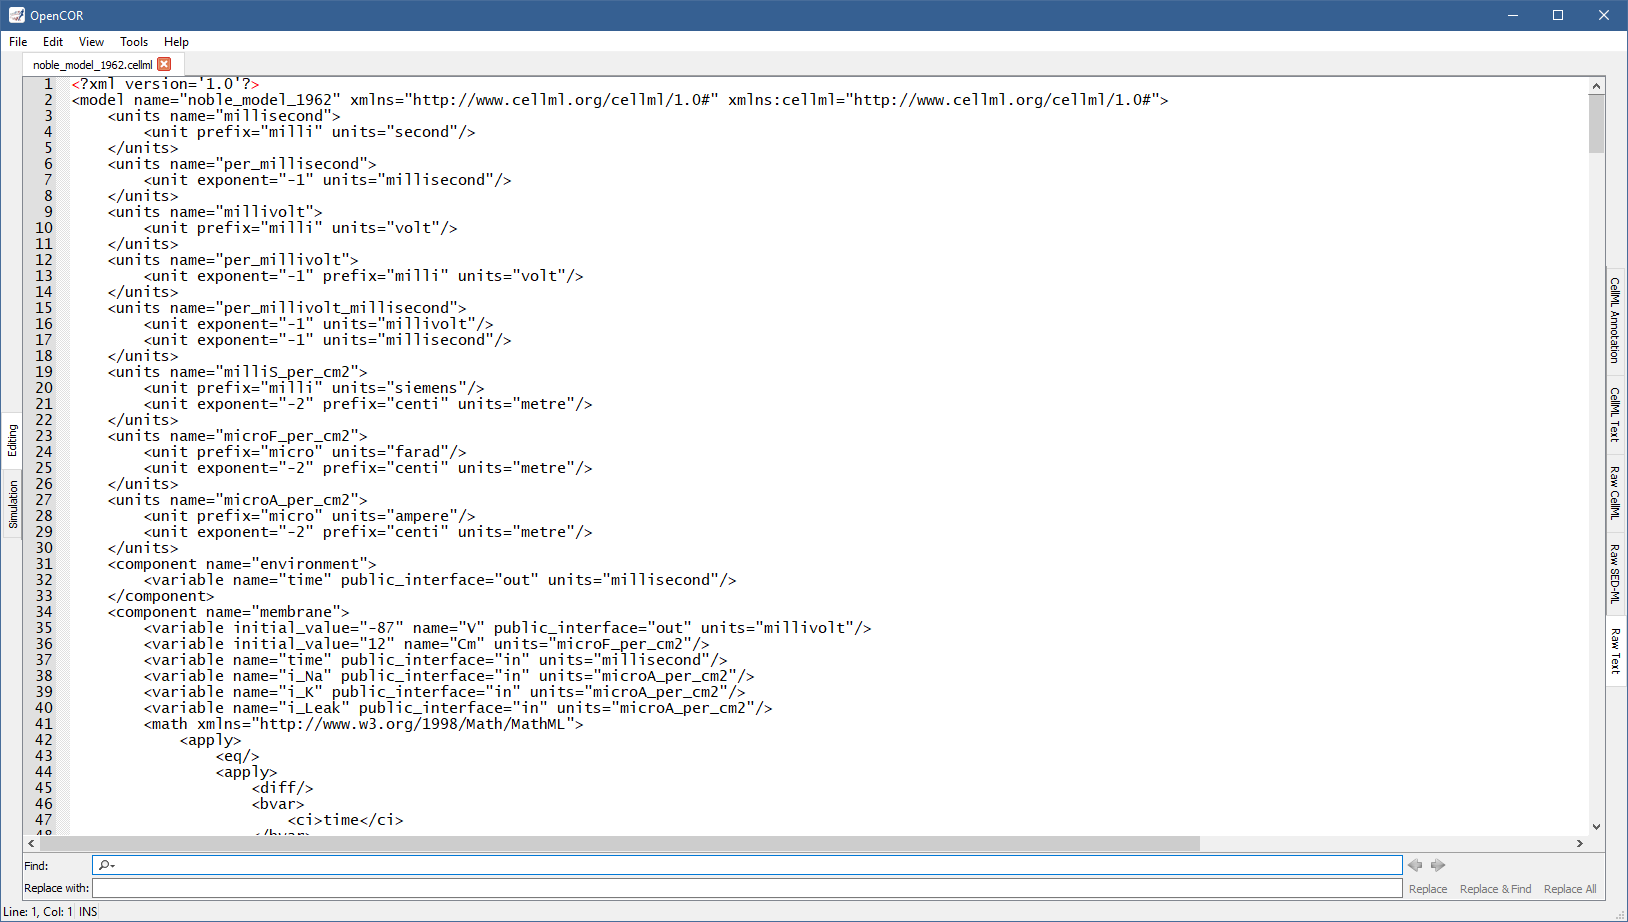 OpenCOR
File Edit View Tools Help
noble_model_1962.cellml
1 <?xml version='1.0'?>
2 <model name="noble_model_1962" xmlns="http://www.cellml.org/cellml/1.0#" xmlns:cellml="http://www.cellml.org/cellml/1.0#">
3 <units name="millisecond">
4 <unit prefix="milli" units="second"/>
5 </units>
6 <units name="per_millisecond">
7 <unit exponent="-1" units="millisecond"/>
8 </units>
9 <units name="millivolt">
10 <unit prefix="milli" units="volt"/>
11 </units>
12 <units name="per_millivolt">
13 <unit exponent="-1" prefix="milli" units="volt"/>
14 </units>
15 <units name="per_millivolt_millisecond">
16 <unit exponent="-1" units="millivolt"/>
17 <unit exponent="-1" units="millisecond"/>
18 </units>
19 <units name="milliS_per_cm2">
20 <unit prefix="milli" units="siemens"/>
21 <unit exponent="-2" prefix="centi" units="metre"/>
22 </units>
23 <units name="microF_per_cm2">
24 <unit prefix="micro" units="farad"/>
25 <unit exponent="-2" prefix="centi" units="metre"/>
26 </units>
27 <units name="microA_per_cm2">
28 <unit prefix="micro" units="ampere"/>
29 <unit exponent="-2" prefix="centi" units="metre"/>
30 </units>
31 <component name="environment">
32 <variable name="time" public_interface="out" units="millisecond"/>
33 </component>
34 <component name="membrane">
35 <variable initial_value="-87" name="V" public_interface="out" units="millivolt"/>
36 <variable initial_value="12" name="Cm" units="microF_per_cm2"/>
37 <variable name="time" public_interface="in" units="millisecond"/>
38 <variable name="i_Na" public_interface="in" units="microA_per_cm2"/>
39 <variable name="i_K" public_interface="in" units="microA_per_cm2"/>
40 <variable name="i_Leak" public_interface="in" units="microA_per_cm2"/>
41 <math xmlns="http://www.w3.org/1998/Math/MathML">
42 <apply>
43 <eq/>
44 <apply>
45 <diff/>
46 <bvar>
47 <ci>time</ci>
48 </bvar>
Editing
Simulation
CellML Annotation
CellML Text
Raw CellML
Raw SED-ML
Raw Text
Find:
Replace with:
Replace Replace & Find Replace All
Line: 1, Col: 1 INS